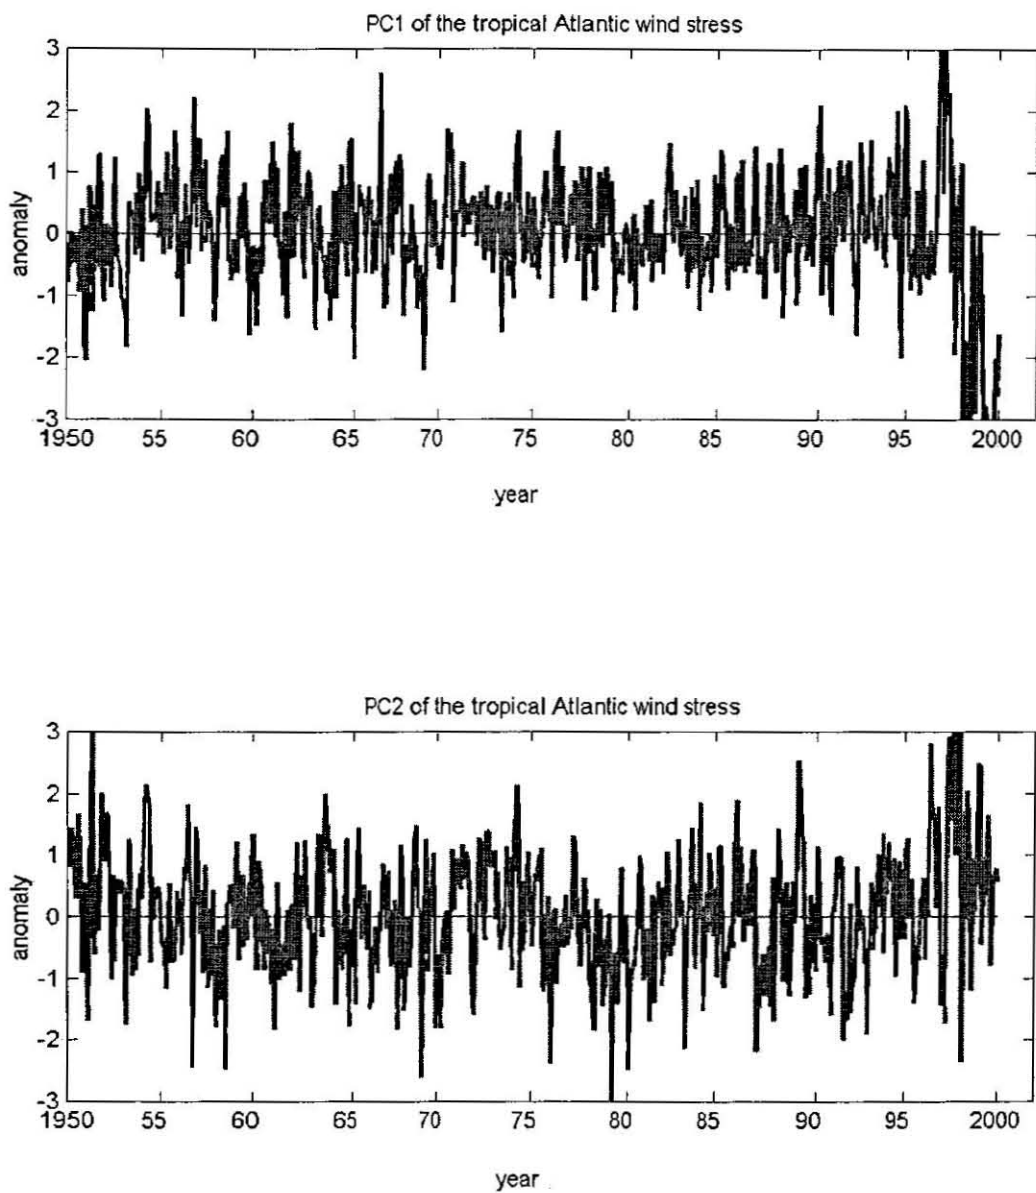 PC1 of the tropical Atlantic wind stress
3
2
1
0
-1
-2
-3
anomaly
1950 55 60 65 70 75 80 85 90 95 2000
year
PC2 of the tropical Atlantic wind stress
3
2
1
0
-1
-2
-3
anomaly
1950 55 60 65 70 75 80 85 90 95 2000
year